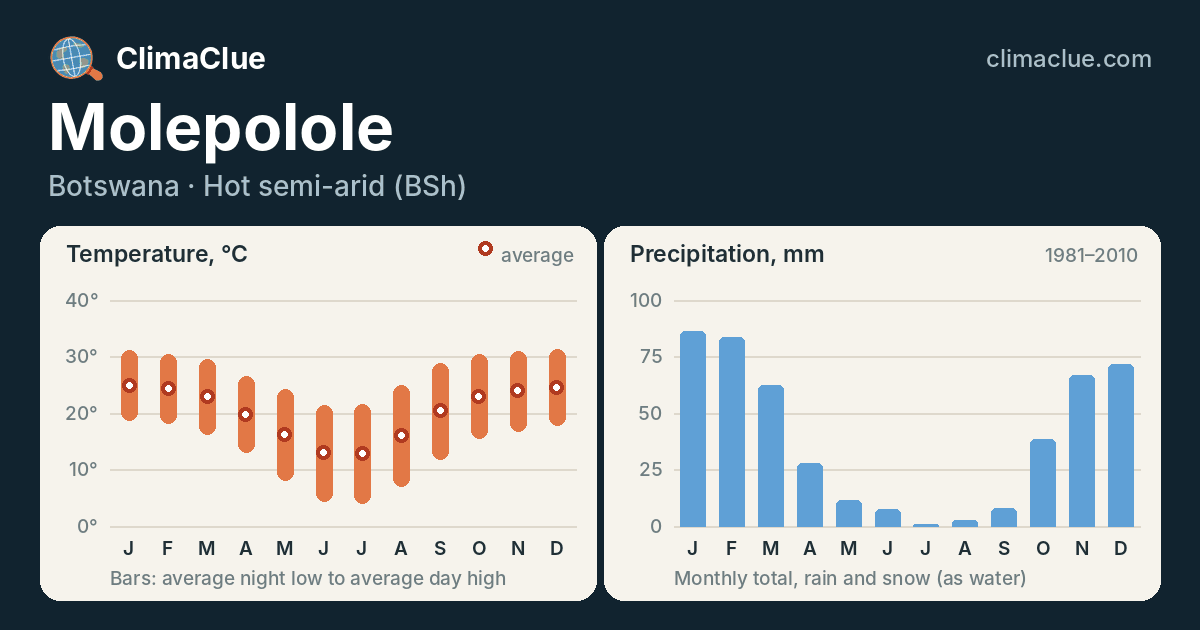 ClimaClue
climaclue.com
Molepolole
Botswana · Hot semi-arid (BSh)
Temperature, °C
average
40°
30°
20°
10°
0°
J F M A M J J A S O N D
Bars: average night low to average day high
Precipitation, mm
1981–2010
100
75
50
25
0
J F M A M J J A S O N D
Monthly total, rain and snow (as water)